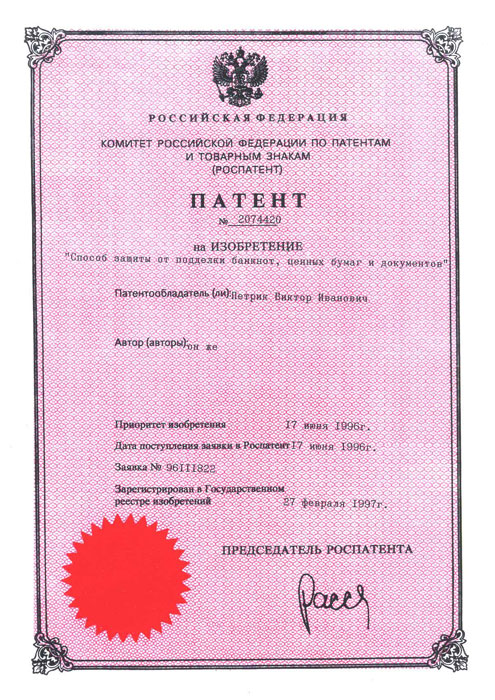 РОССИЙСКАЯ ФЕДЕРАЦИЯ
КОМИТЕТ РОССИЙСКОЙ ФЕДЕРАЦИИ ПО ПАТЕНТАМ
И ТОВАРНЫМ ЗНАКАМ
(РОСПАТЕНТ)
ПАТЕНТ
№ 2074420
на ИЗОБРЕТЕНИЕ
"Способ защиты от подделки банкнот, ценных бумаг и документов"
Патентообладатель (ли): Петрик Виктор Иванович
Автор (авторы): он же
Приоритет изобретения 17 июня 1996г.
Дата поступления заявки в Роспатент 17 июня 1996г.
Заявка № 96111822
Зарегистрирован в Государственном
реестре изобретений 27 февраля 1997г.
ПРЕДСЕДАТЕЛЬ РОСПАТЕНТА